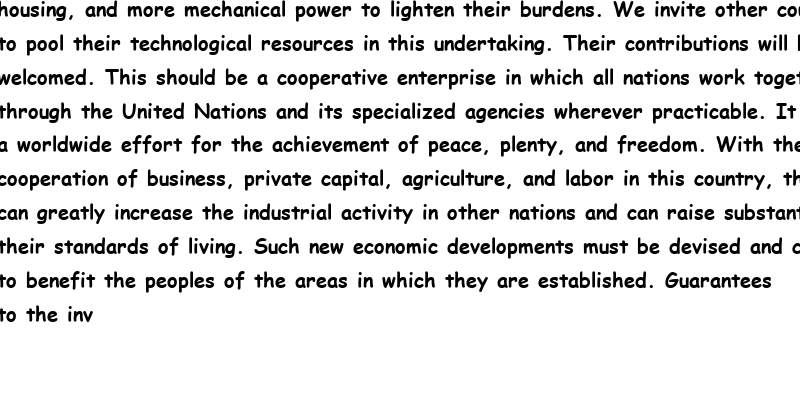 housing, and more mechanical power to lighten their burdens. We invite other
to pool their technological resources in this undertaking. Their contributions will
welcomed. This should be a cooperative enterprise in which all nations work
through the United Nations and its specialized agencies wherever practicable. It
a worldwide effort for the achievement of peace, plenty, and freedom. With the
cooperation of business, private capital, agriculture, and labor in this country,
can greatly increase the industrial activity in other nations and can raise
their standards of living. Such new economic developments must be devised and
to benefit the peoples of the areas in which they are established. Guarantees
to the inv